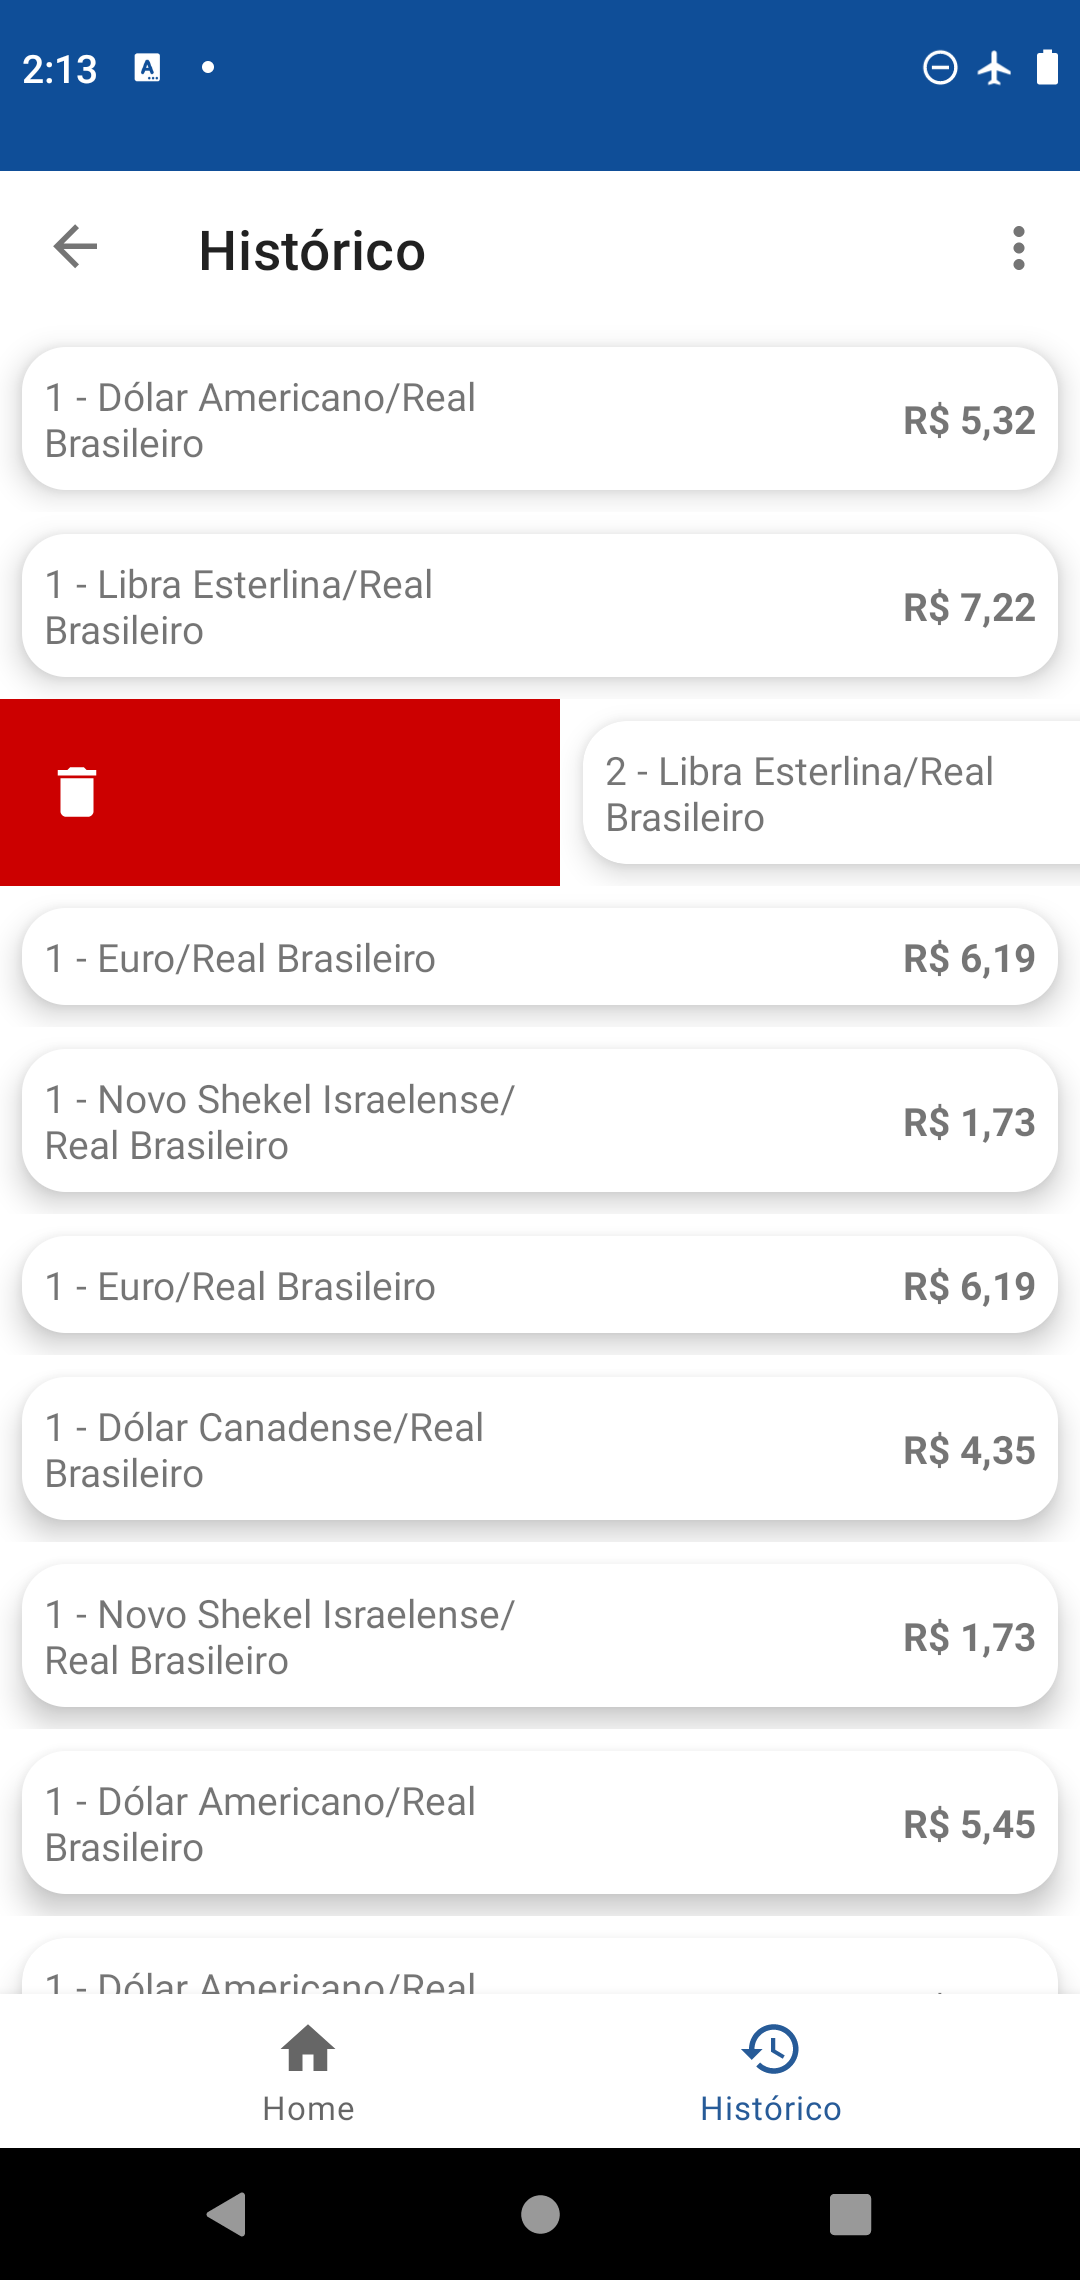 2:13
Histórico
1 - Dólar Americano/Real
Brasileiro
R$ 5,32
1 - Libra Esterlina/Real
Brasileiro
R$ 7,22
2 - Libra Esterlina/Real
Brasileiro
1 - Euro/Real Brasileiro
R$ 6,19
1 - Novo Shekel Israelense/
Real Brasileiro
R$ 1,73
1 - Euro/Real Brasileiro
R$ 6,19
1 - Dólar Canadense/Real
Brasileiro
R$ 4,35
1 - Novo Shekel Israelense/
Real Brasileiro
R$ 1,73
1 - Dólar Americano/Real
Brasileiro
R$ 5,45
1 - Dólar Americano/Real
Home
Histórico